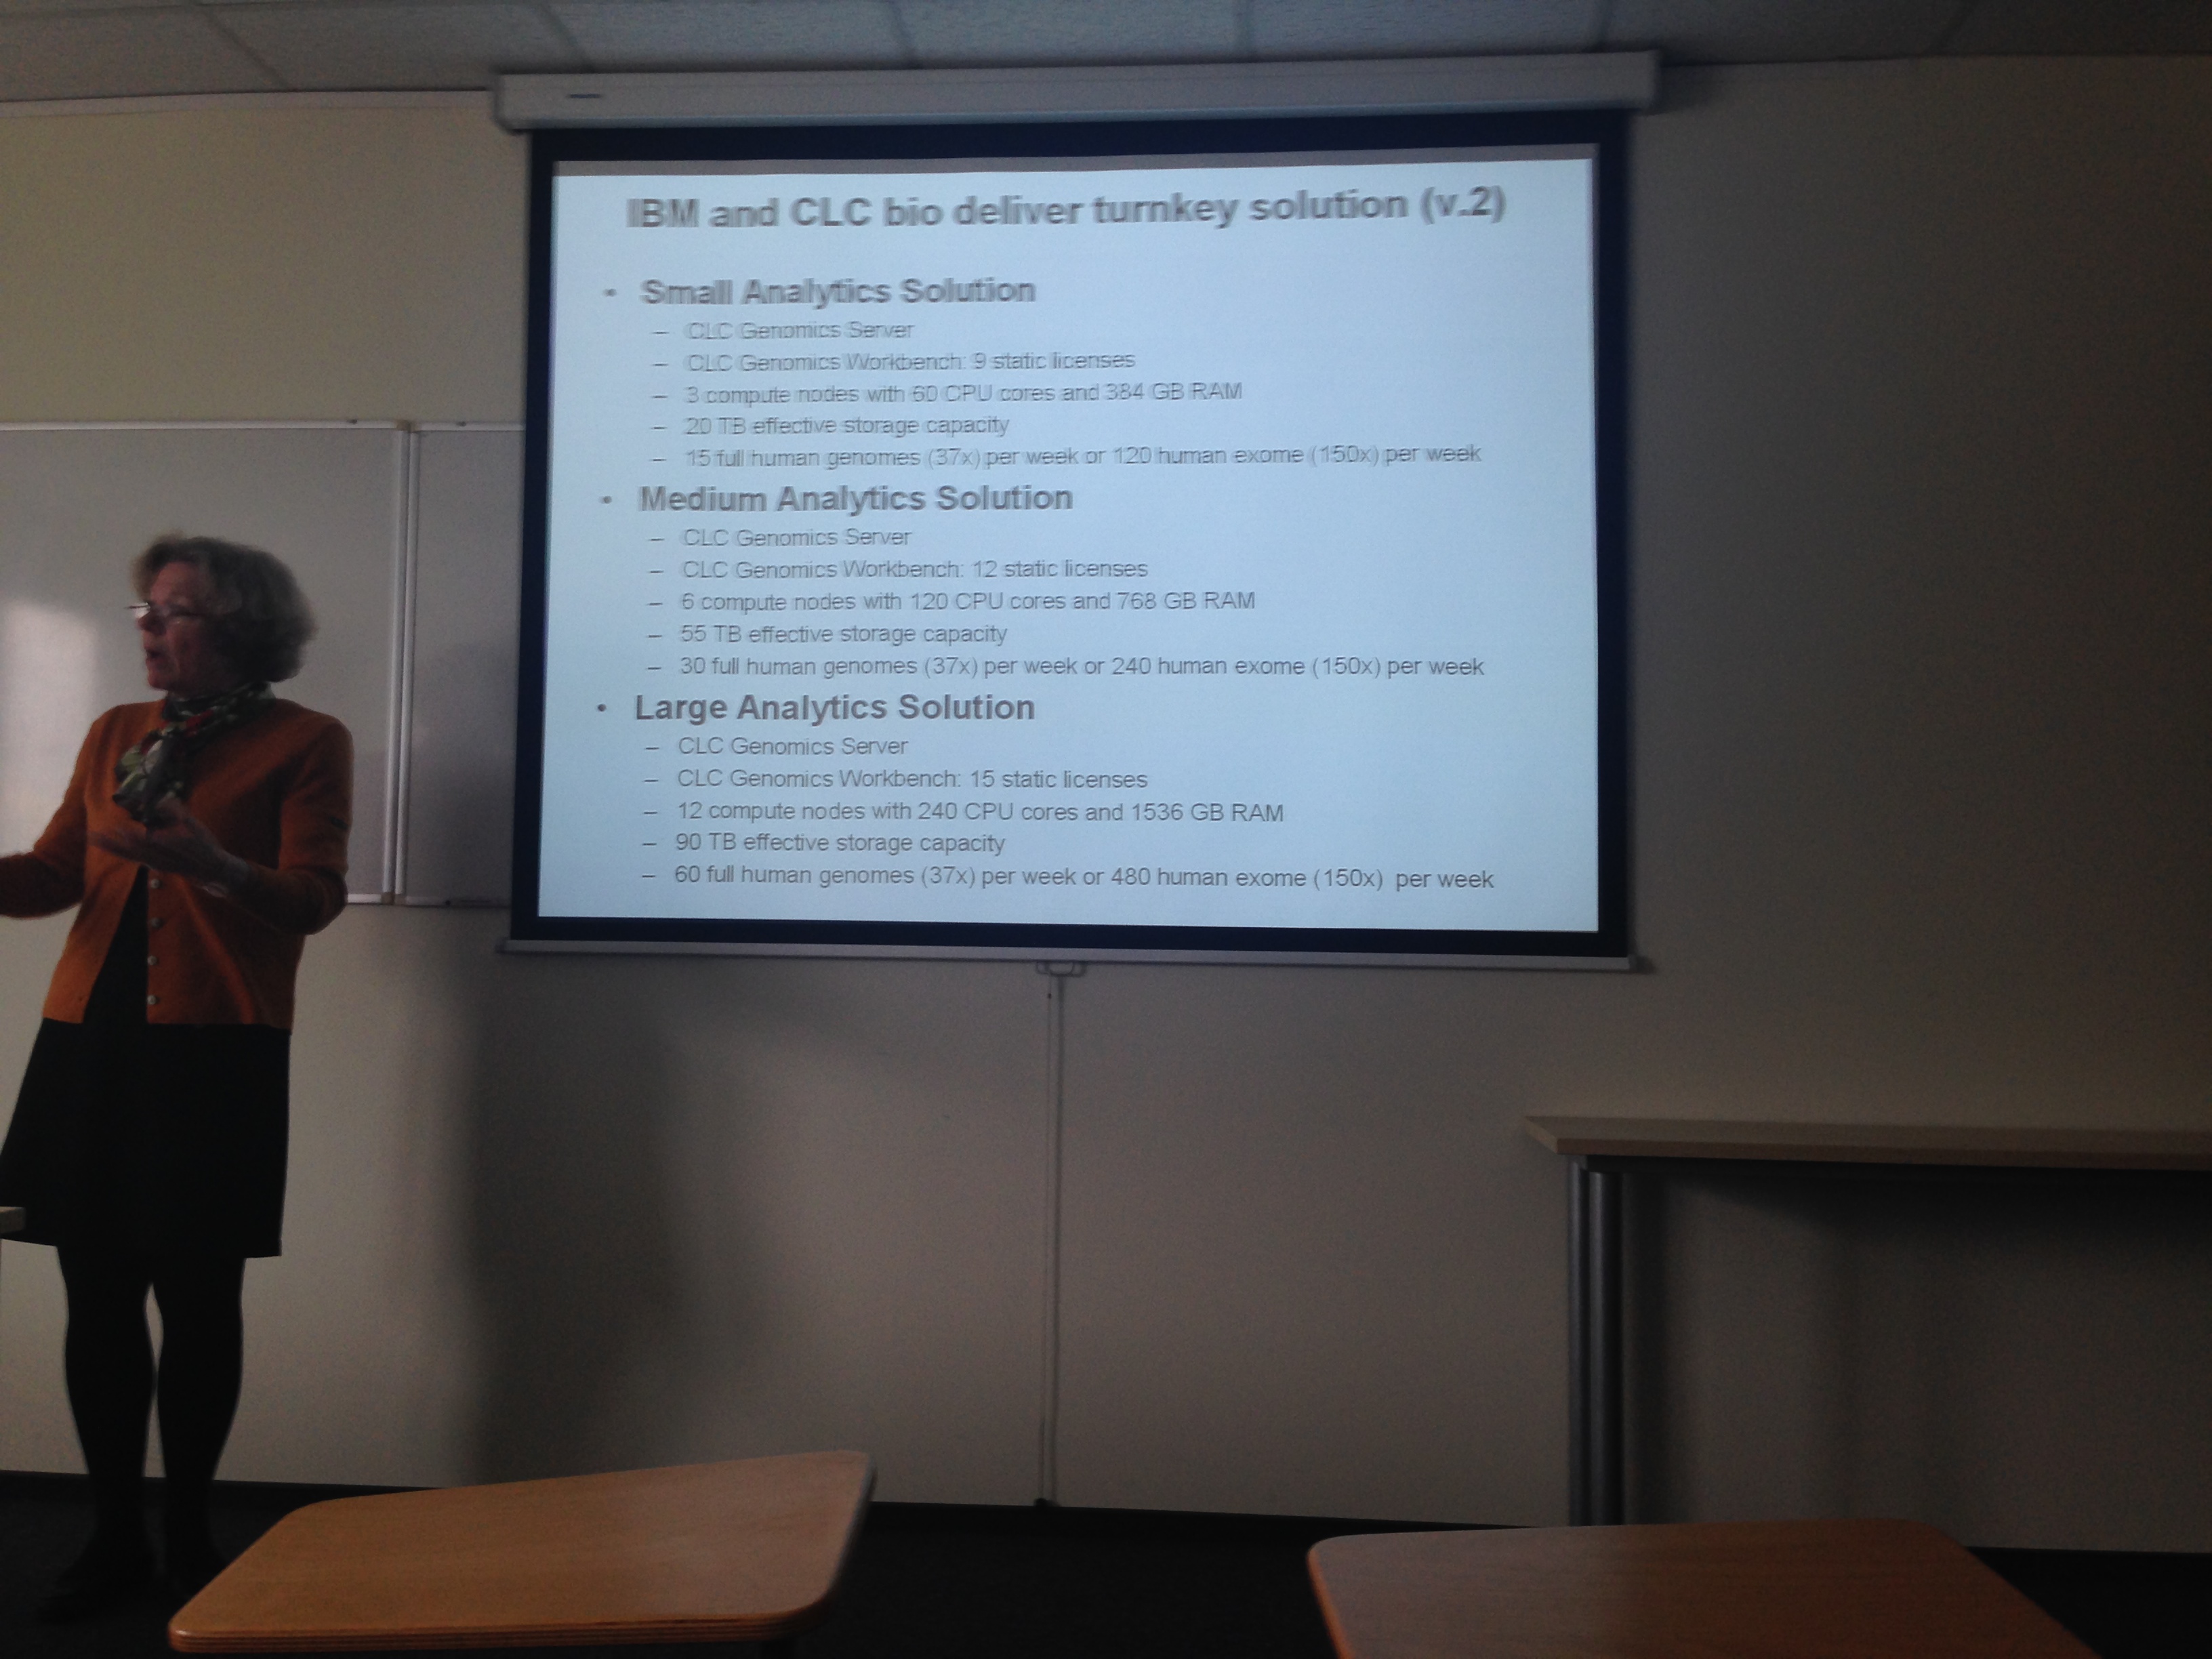 IBM and CLC bio deliver turnkey solution (v.2)
• Small Analytics Solution
– CLC Genomics Server
– CLC Genomics Workbench: 9 static licenses
– 3 compute nodes with 60 CPU cores and 384 GB RAM
– 20 TB effective storage capacity
– 15 full human genomes (37x) per week or 120 human exome (150x) per week
• Medium Analytics Solution
– CLC Genomics Server
– CLC Genomics Workbench: 12 static licenses
– 6 compute nodes with 120 CPU cores and 768 GB RAM
– 55 TB effective storage capacity
– 30 full human genomes (37x) per week or 240 human exome (150x) per week
• Large Analytics Solution
– CLC Genomics Server
– CLC Genomics Workbench: 15 static licenses
– 12 compute nodes with 240 CPU cores and 1536 GB RAM
– 90 TB effective storage capacity
– 60 full human genomes (37x) per week or 480 human exome (150x) per week